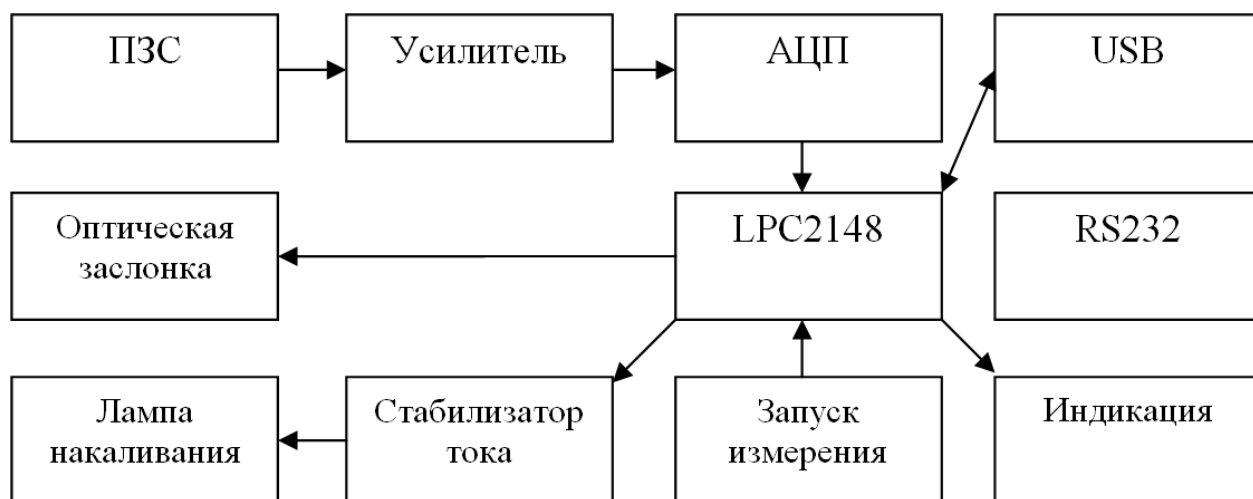 ПЗС
Усилитель
АЦП
USB
Оптическая
заслонка
LPC2148
RS232
Лампа
накаливания
Стабилизатор
тока
Запуск
измерения
Индикация